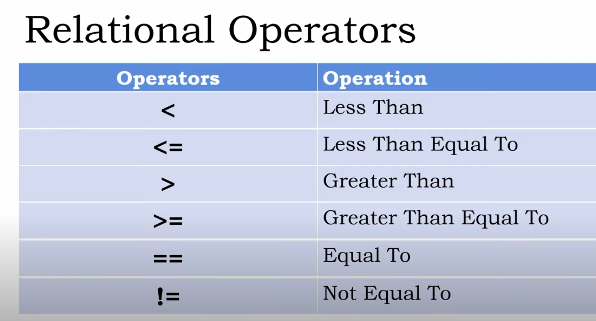 Relational Operators
Operators Operation
< Less Than
<= Less Than Equal To
> Greater Than
>= Greater Than Equal To
== Equal To
!= Not Equal To